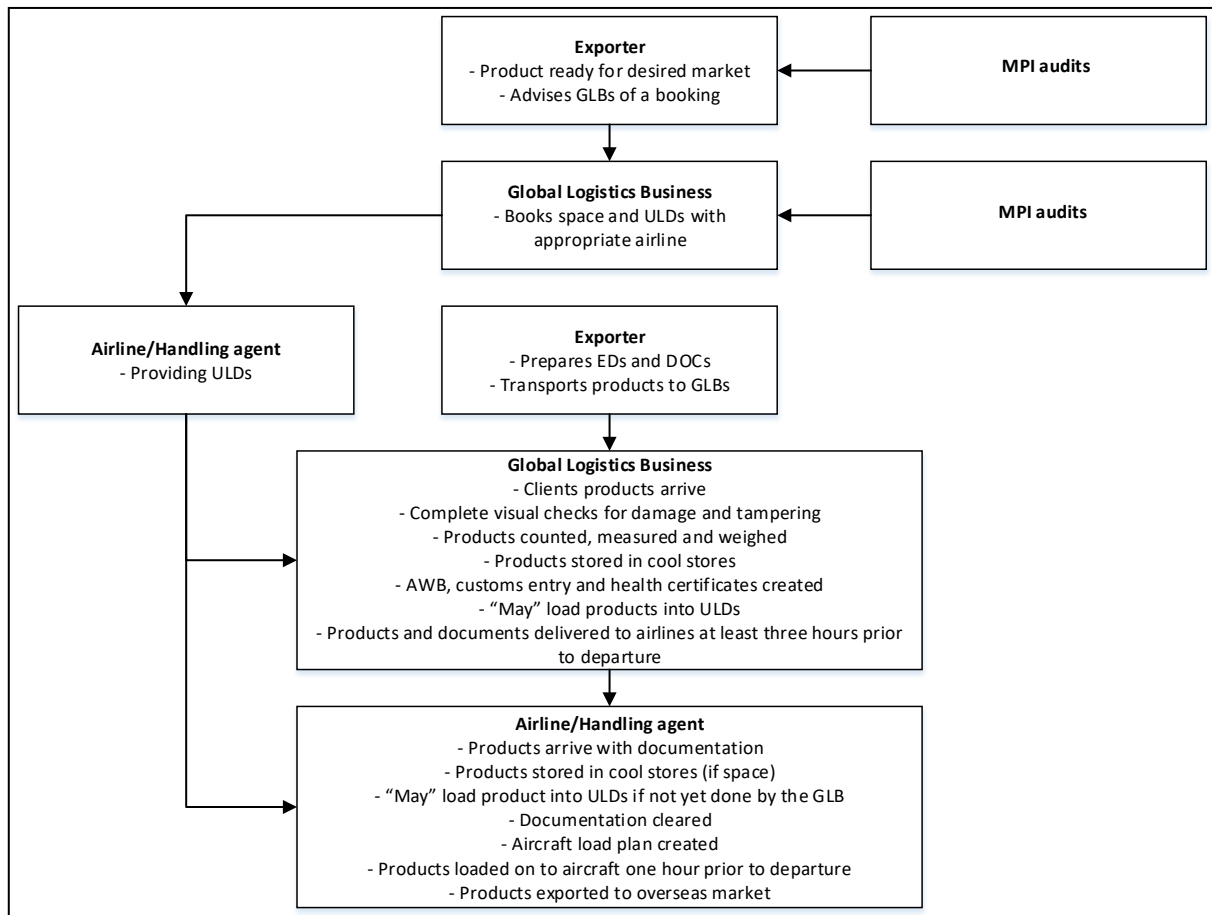 Exporter
- Product ready for desired market
- Advises GLBs of a booking
MPI audits
Global Logistics Business
- Books space and ULDs with
appropriate airline
MPI audits
Airline/Handling agent
- Providing ULDs
Exporter
- Prepares EDs and DOCs
- Transports products to GLBs
Global Logistics Business
- Clients products arrive
- Complete visual checks for damage and tampering
- Products counted, measured and weighed
- Products stored in cool stores
- AWB, customs entry and health certificates created
- “May” load products into ULDs
- Products and documents delivered to airlines at least three hours prior
to departure
Airline/Handling agent
- Products arrive with documentation
- Products stored in cool stores (if space)
- “May” load product into ULDs if not yet done by the GLB
- Documentation cleared
- Aircraft load plan created
- Products loaded on to aircraft one hour prior to departure
- Products exported to overseas market